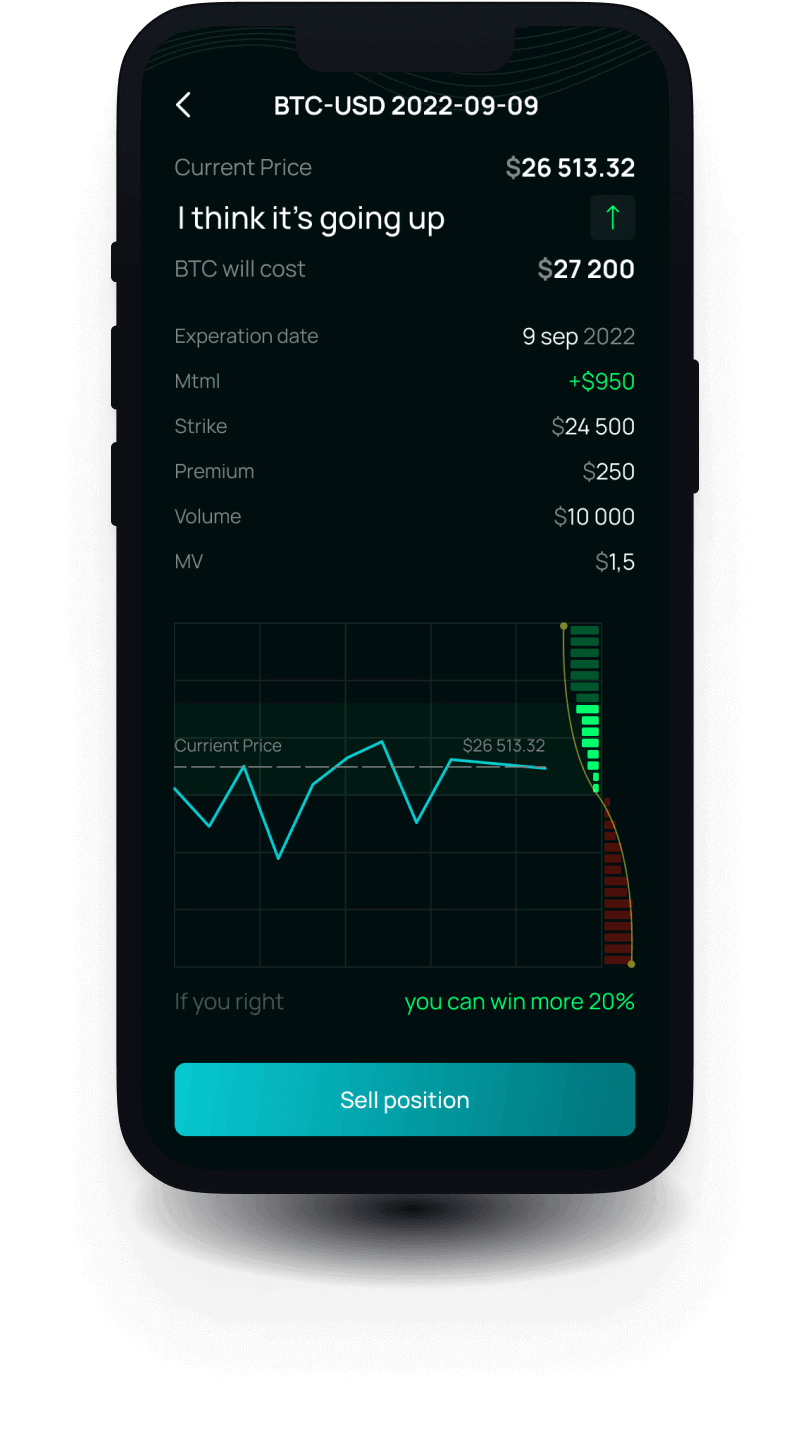 BTC-USD 2022-09-09
Current Price $26 513.32
I think it's going up
BTC will cost $27 200
Experation date 9 sep 2022
Mtml +$950
Strike $24 500
Premium $250
Volume $10 000
MV $1,5
Currient Price $26 513.32
If you right you can win more 20%
Sell position